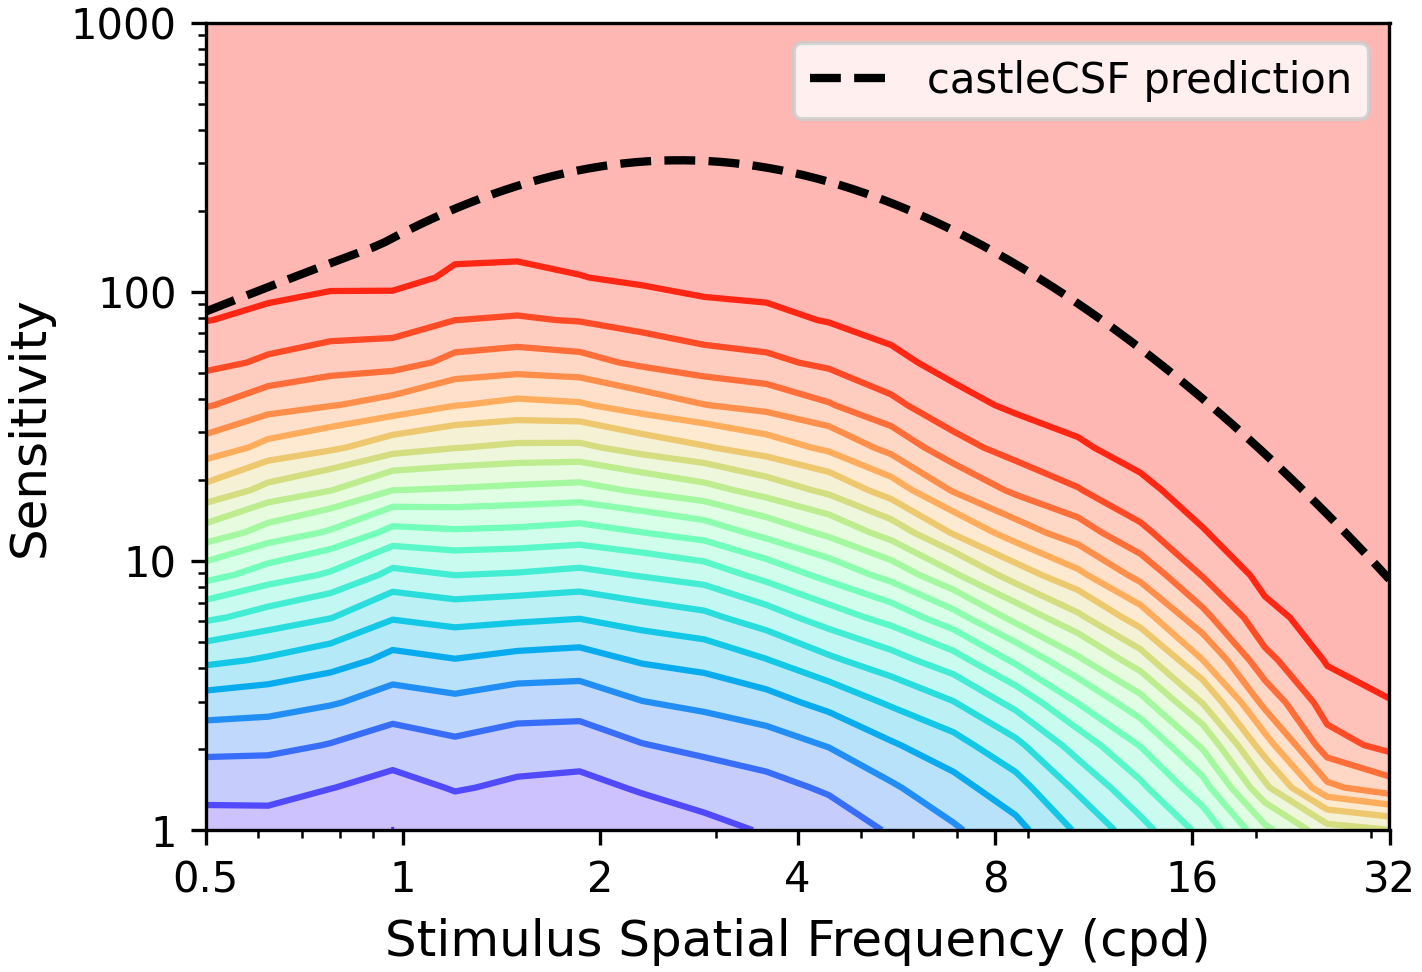 1000
100
10
1
Sensitivity
castleCSF prediction
0.5 1 2 4 8 16 32
Stimulus Spatial Frequency (cpd)